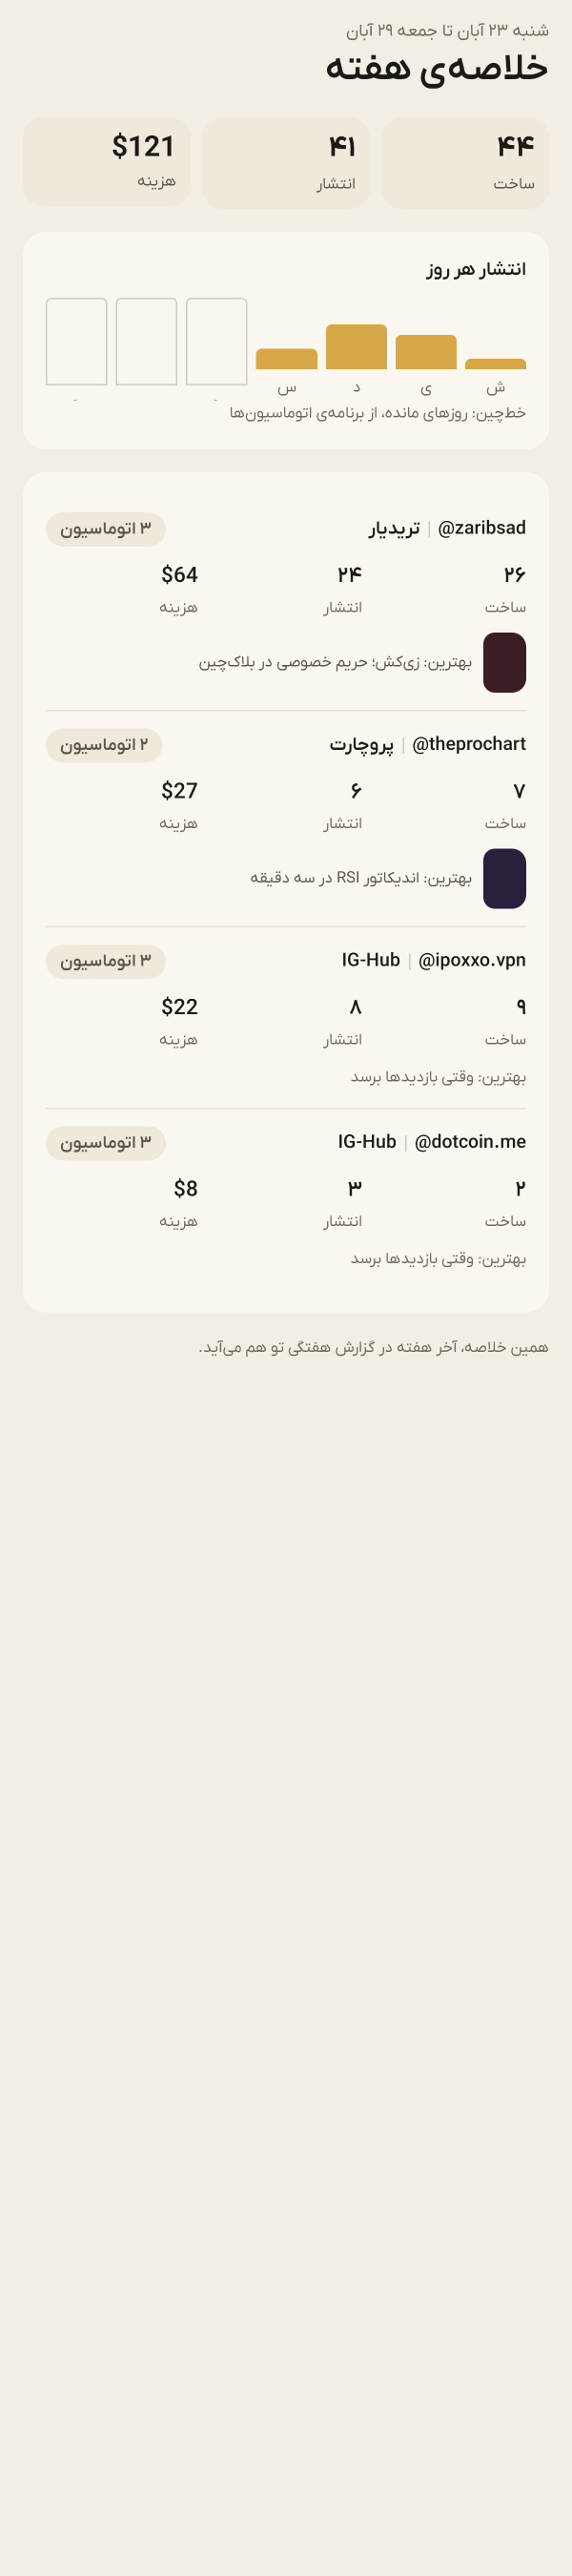 شنبه ۲۳ آبان تا جمعه ۲۹ آبان
خلاصه‌ی هفته
۴۴
ساخت
۴۱
انتشار
$121
هزینه
انتشار هر روز
ش
ی
د
س
خط‌چین: روزهای مانده، از برنامه‌ی اتوماسیون‌ها
@zaribsad | تریدیار
۳ اتوماسیون
۲۶
ساخت
۲۴
انتشار
$64
هزینه
بهترین: زی‌کش؛ حریم خصوصی در بلاک‌چین
@theprochart | پروچارت
۲ اتوماسیون
۷
ساخت
۶
انتشار
$27
هزینه
بهترین: اندیکاتور RSI در سه دقیقه
@ipoxxo.vpn | IG-Hub
۳ اتوماسیون
۹
ساخت
۸
انتشار
$22
هزینه
بهترین: وقتی بازدیدها برسد
@dotcoin.me | IG-Hub
۳ اتوماسیون
۲
ساخت
۳
انتشار
$8
هزینه
بهترین: وقتی بازدیدها برسد
همین خلاصه، آخر هفته در گزارش هفتگی تو هم می‌آید.